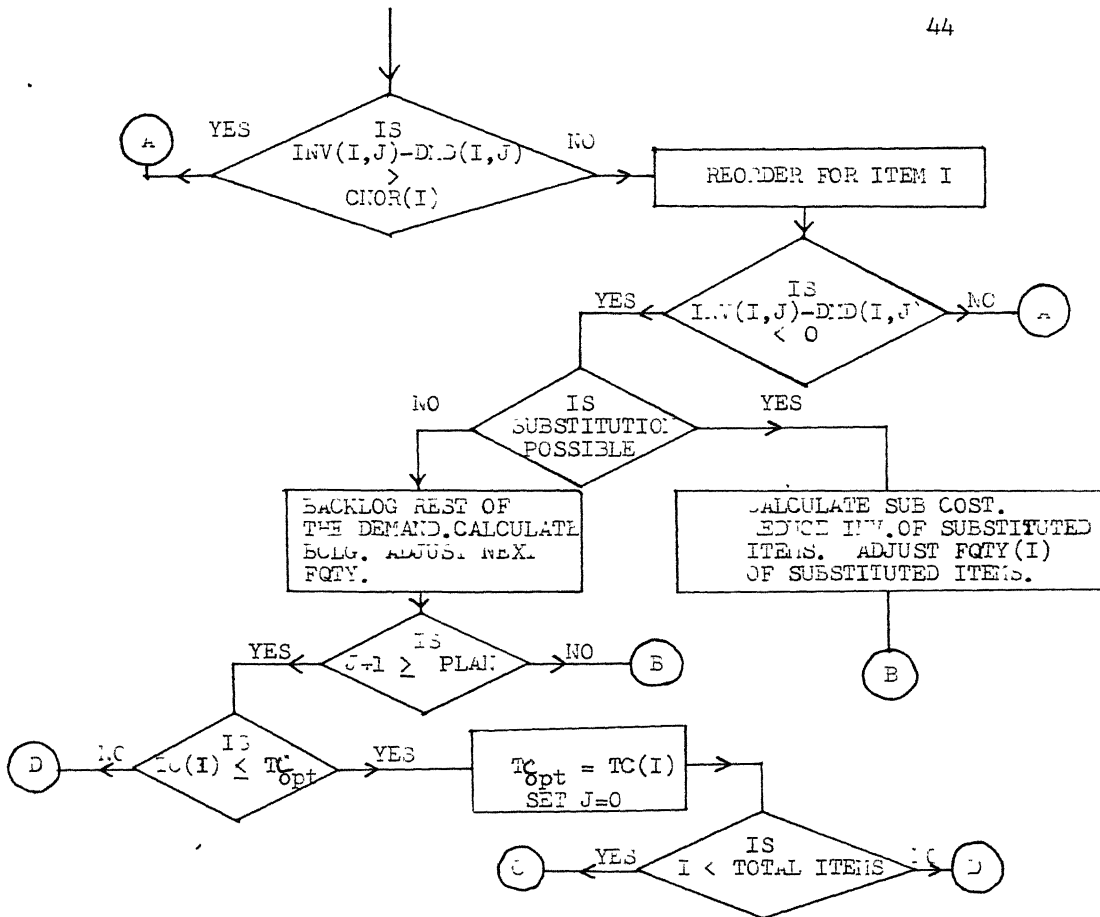 44
YES
IS
INV(I,J)-DMD(I,J)
>
CHOR(I)
NO
A
REORDER FOR ITEM I
YES
IS
INV(I,J)-DMD(I,J)
< 0
NO
A
NO
IS
SUBSTITUTION
POSSIBLE
YES
BACKLOG REST OF
THE DEMAND.CALCULATE
BCLG. ADJUST NEXT
FQTY.
CALCULATE SUB COST.
REDUCE INV.OF SUBSTITUTED
ITEMS. ADJUST FQTY(I)
OF SUBSTITUTED ITEMS.
YES
IS
J+1 ≥ PLAN
NO
B
B
D
NO
IS
TC(I) ≤ TCopt
YES
TCopt = TC(I)
SET J=0
C
YES
IS
I < TOTAL ITEMS
NO
D